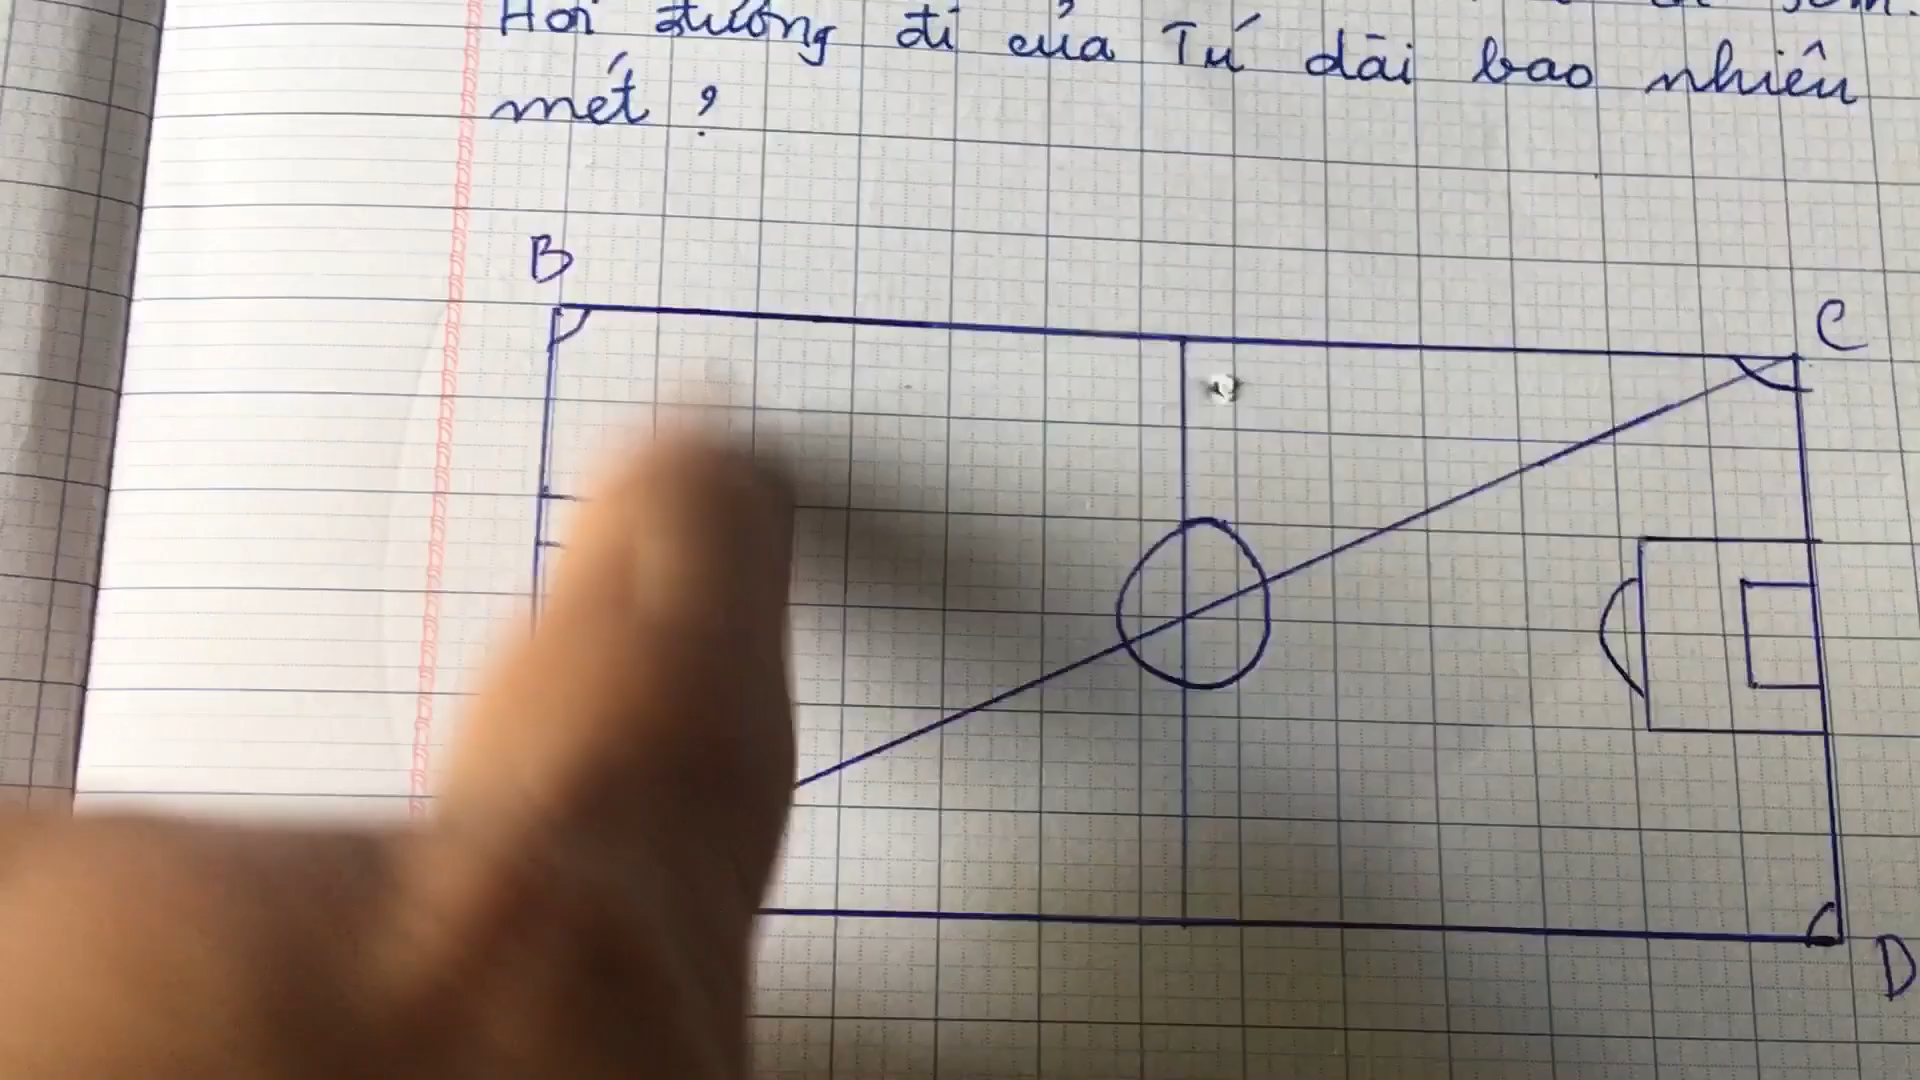 Hỏi đường đi của Tú dài bao nhiêu
mét ?
B
C
D